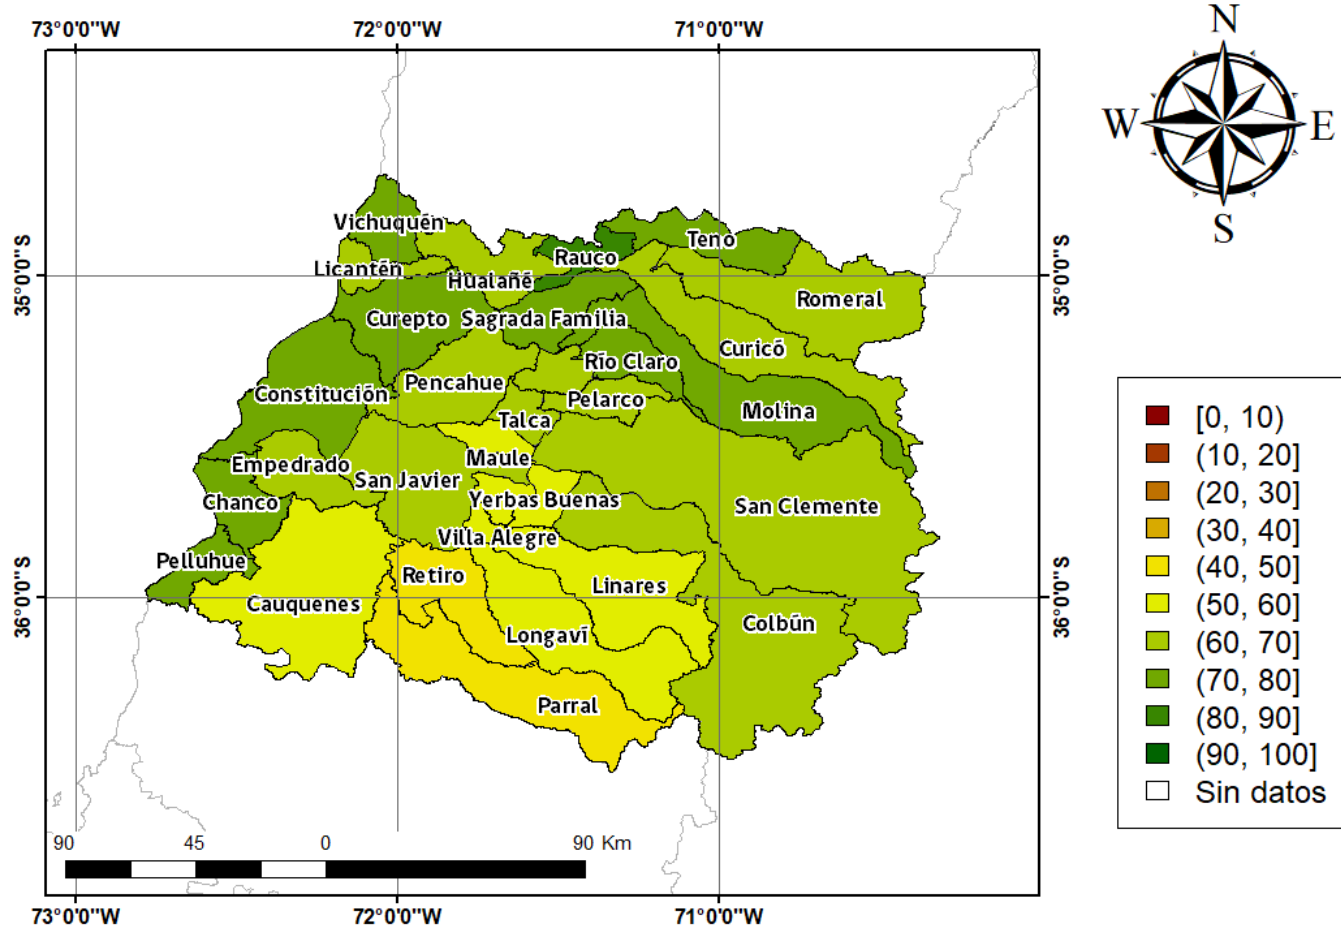 73°0'0"W 72°0'0"W 71°0'0"W
N
W E
S
35°0'0"S
35°0'0"S
36°0'0"S
36°0'0"S
Vichuquén
Teno
Rauco
Licantén
Hualañé
Romeral
Curepto
Sagrada Familia
Curicó
Río Claro
Pencahue
Constitución
Pelarco
Molina
Talca
Maule
Empedrado
San Javier
Yerbas Buenas
Chanco
San Clemente
Villa Alegre
Pelluhue
Retiro
Linares
Cauquenes
Colbún
Longaví
Parral
[0, 10)
(10, 20]
(20, 30]
(30, 40]
(40, 50]
(50, 60]
(60, 70]
(70, 80]
(80, 90]
(90, 100]
Sin datos
90 45 0 90 Km
73°0'0"W 72°0'0"W 71°0'0"W